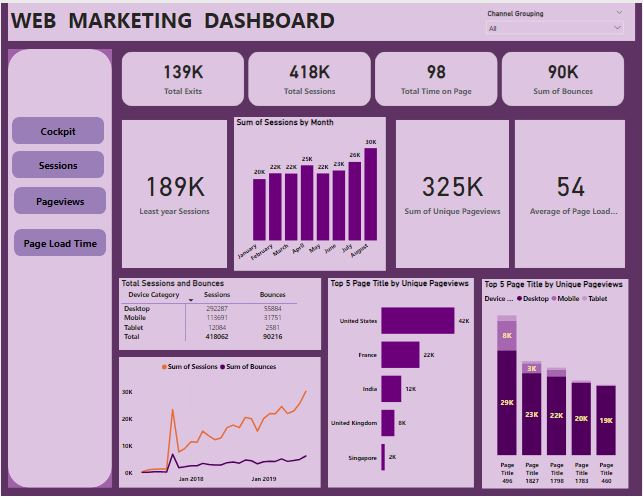 WEB MARKETING DASHBOARD
Channel Grouping
All
Cockpit
Sessions
Pageviews
Page Load Time
139K
Total Exits
418K
Total Sessions
98
Total Time on Page
90K
Sum of Bounces
189K
Least year Sessions
Sum of Sessions by Month
20K
22K
22K
25K
22K
23K
26K
30K
January
February
March
April
May
June
July
August
325K
Sum of Unique Pageviews
54
Average of Page Load...
Total Sessions and Bounces
Device Category Sessions Bounces
Desktop 292287 55884
Mobile 113691 31751
Tablet 12084 2581
Total 418062 90216
Sum of Sessions Sum of Bounces
30K
20K
10K
0K
Jan 2018 Jan 2019
Top 5 Page Title by Unique Pageviews
United States 42K
France 22K
India 12K
United Kingdom 8K
Singapore 2K
Top 5 Page Title by Unique Pageviews
Device ... Desktop Mobile Tablet
8K
3K
29K
23K
22K
20K
19K
Page Title 496
Page Title 1827
Page Title 1798
Page Title 1783
Page Title 460